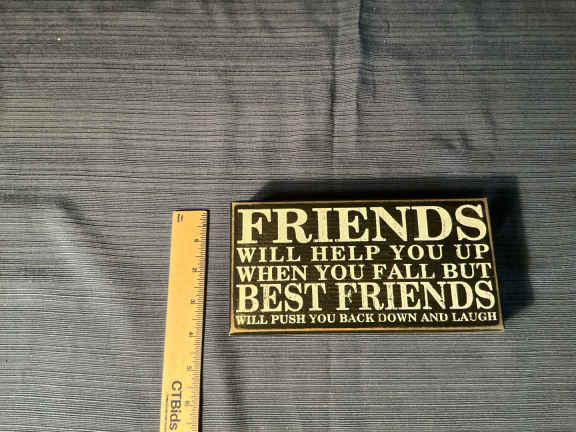 FRIENDS
WILL HELP YOU UP
WHEN YOU FALL BUT
BEST FRIENDS
WILL PUSH YOU BACK DOWN AND LAUGH
CTBids